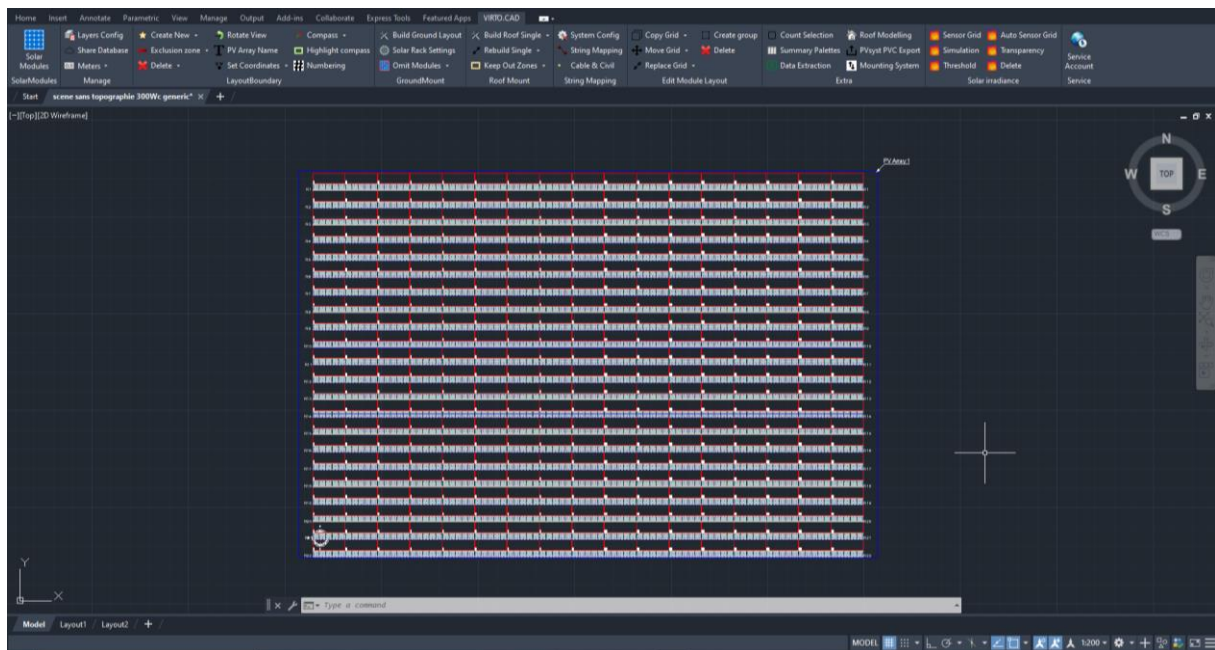 Home Insert Annotate Parametric View Manage Output Add-ins Collaborate Express Tools Featured Apps VIRTO.CAD
Layers Config Create New Rotate View Compass Build Ground Layout Build Roof Single System Config Copy Grid Create group Count Selection Roof Modelling Sensor Grid Auto Sensor Grid
Solar Modules Share Database Exclusion zone PV Array Name Highlight compass Solar Rack Settings Rebuild Single String Mapping Move Grid Delete Summary Palettes PVsyst PVC Export Simulation Transparency Service Account
Meters Delete Set Coordinates Numbering Omit Modules Keep Out Zones Cable & Civil Replace Grid Data Extraction Mounting System Threshold Delete
SolarModules Manage LayoutBoundary GroundMount Roof Mount String Mapping Edit Module Layout Extra Solar irradiance Service
Start scene sans topographie 300Wc generic*
[−][Top][2D Wireframe]
N
PV Array 1
W TOP E
S
WCS
Y
X
Type a command
Model Layout1 Layout2
MODEL 1:200